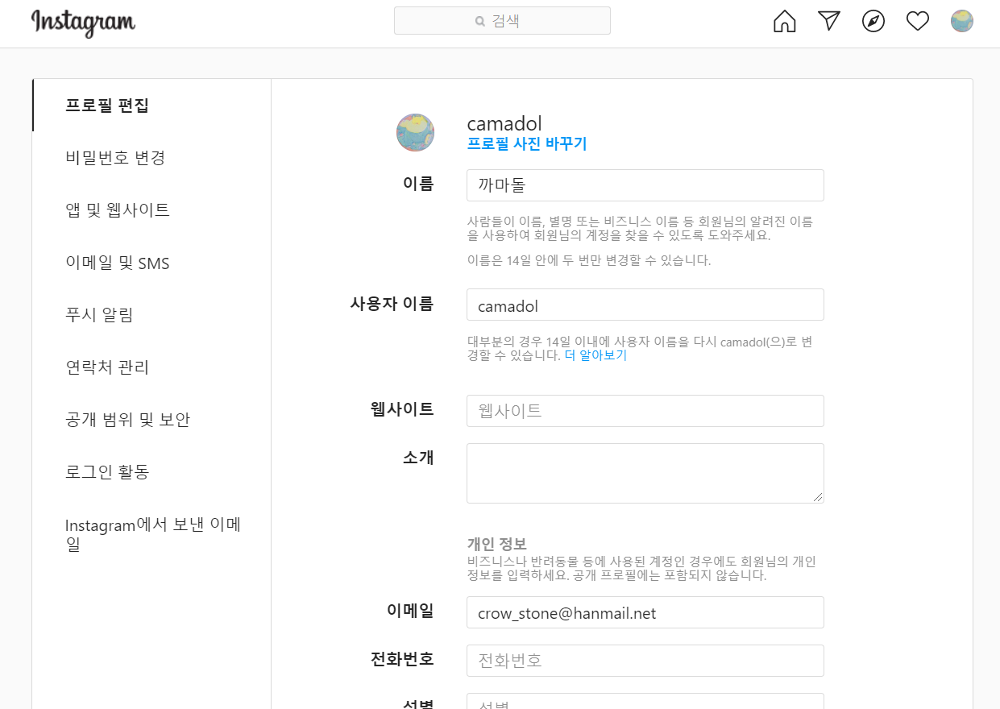 Instagram
검색
프로필 편집
비밀번호 변경
앱 및 웹사이트
이메일 및 SMS
푸시 알림
연락처 관리
공개 범위 및 보안
로그인 활동
Instagram에서 보낸 이메
일
camadol
프로필 사진 바꾸기
이름
까마돌
사람들이 이름, 별명 또는 비즈니스 이름 등 회원님의 알려진 이름
을 사용하여 회원님의 계정을 찾을 수 있도록 도와주세요.
이름은 14일 안에 두 번만 변경할 수 있습니다.
사용자 이름
camadol
대부분의 경우 14일 이내에 사용자 이름을 다시 camadol(으)로 변
경할 수 있습니다. 더 알아보기
웹사이트
웹사이트
소개
개인 정보
비즈니스나 반려동물 등에 사용된 계정인 경우에도 회원님의 개인
정보를 입력하세요. 공개 프로필에는 포함되지 않습니다.
이메일
crow_stone@hanmail.net
전화번호
전화번호
성별
성별